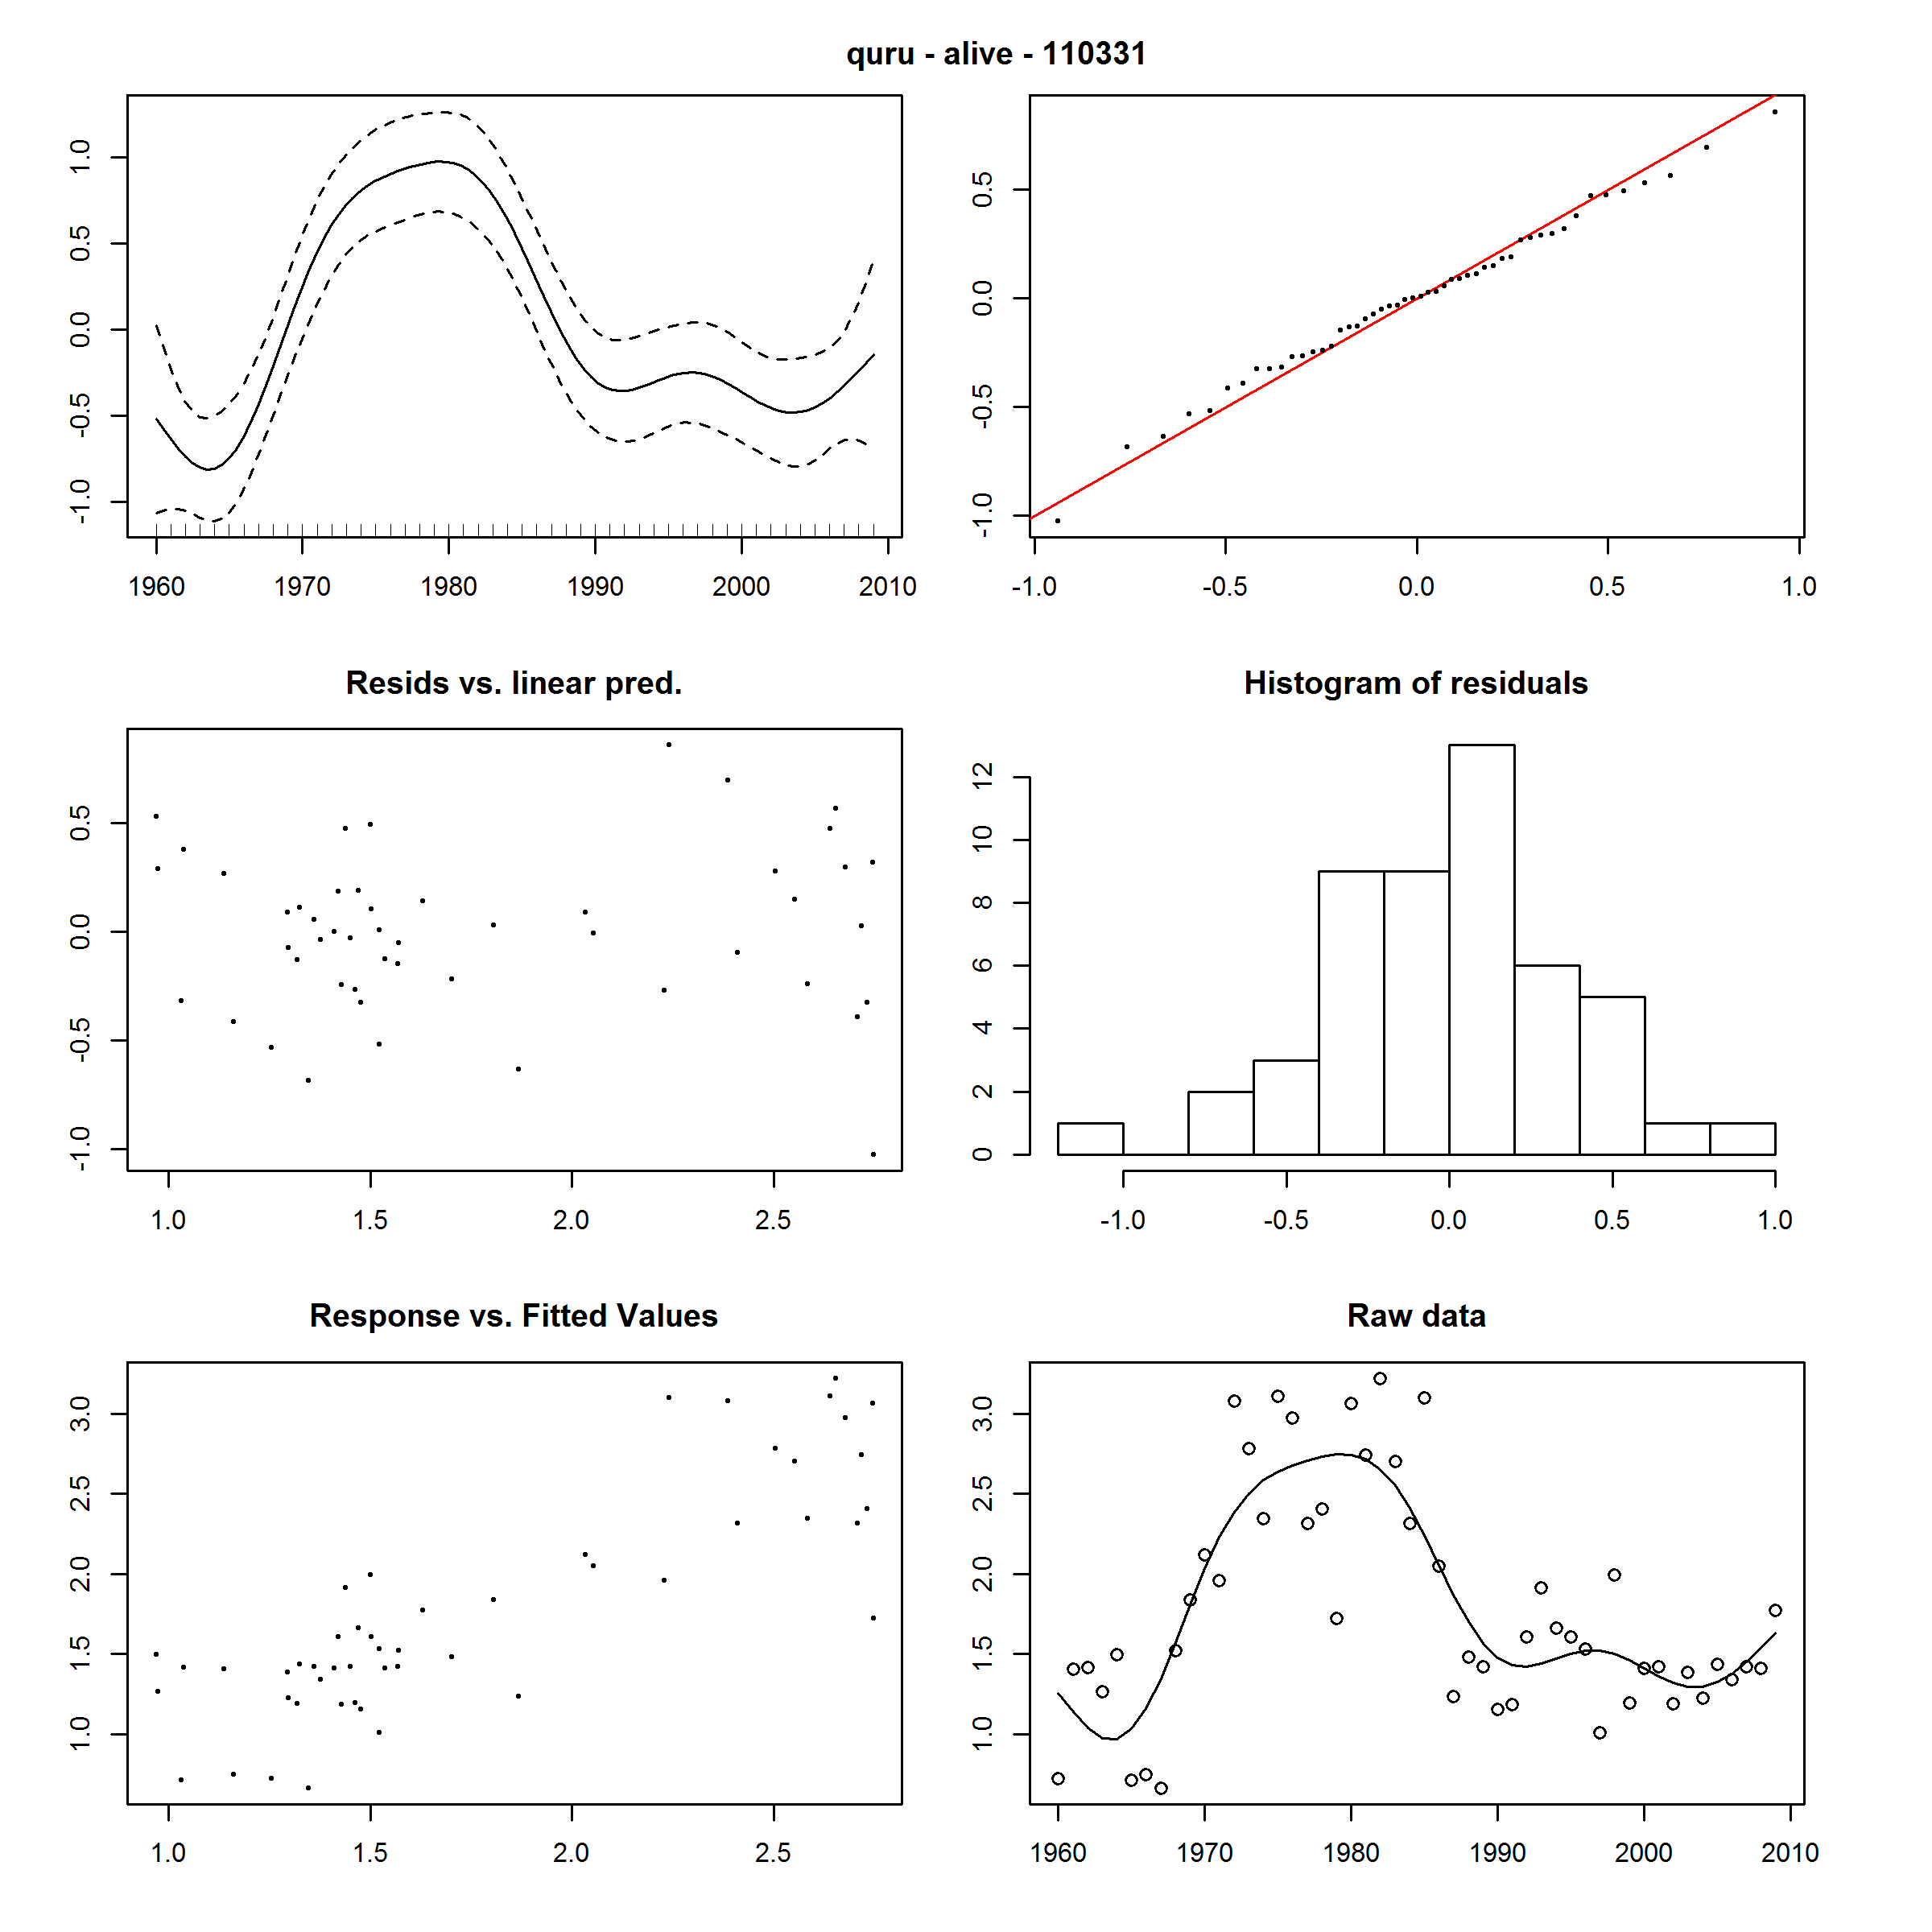 quru - alive - 110331
-1.0 -0.5 0.0 0.5 1.0
1960 1970 1980 1990 2000 2010
-1.0 -0.5 0.0 0.5
-1.0 -0.5 0.0 0.5 1.0
Resids vs. linear pred.
-1.0 -0.5 0.0 0.5
1.0 1.5 2.0 2.5
Histogram of residuals
0 2 4 6 8 10 12
-1.0 -0.5 0.0 0.5 1.0
Response vs. Fitted Values
1.0 1.5 2.0 2.5 3.0
1.0 1.5 2.0 2.5
Raw data
1.0 1.5 2.0 2.5 3.0
1960 1970 1980 1990 2000 2010